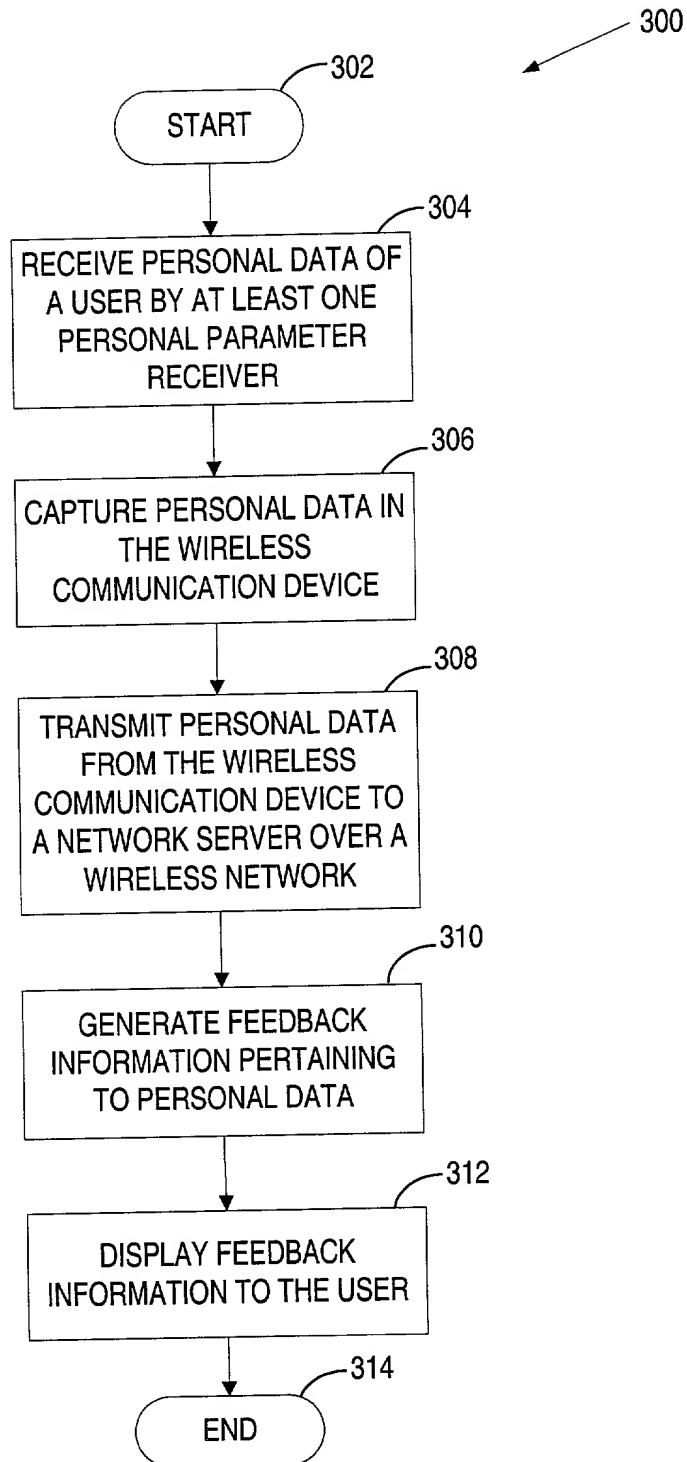 300
302
START
304
RECEIVE PERSONAL DATA OF
A USER BY AT LEAST ONE
PERSONAL PARAMETER
RECEIVER
306
CAPTURE PERSONAL DATA IN
THE WIRELESS
COMMUNICATION DEVICE
308
TRANSMIT PERSONAL DATA
FROM THE WIRELESS
COMMUNICATION DEVICE TO
A NETWORK SERVER OVER A
WIRELESS NETWORK
310
GENERATE FEEDBACK
INFORMATION PERTAINING
TO PERSONAL DATA
312
DISPLAY FEEDBACK
INFORMATION TO THE USER
314
END